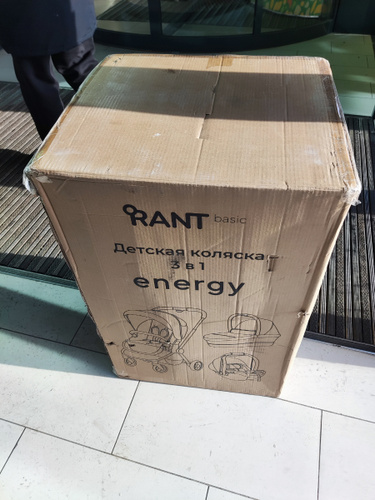 RANT basic
Детская коляска
3 в 1
energy